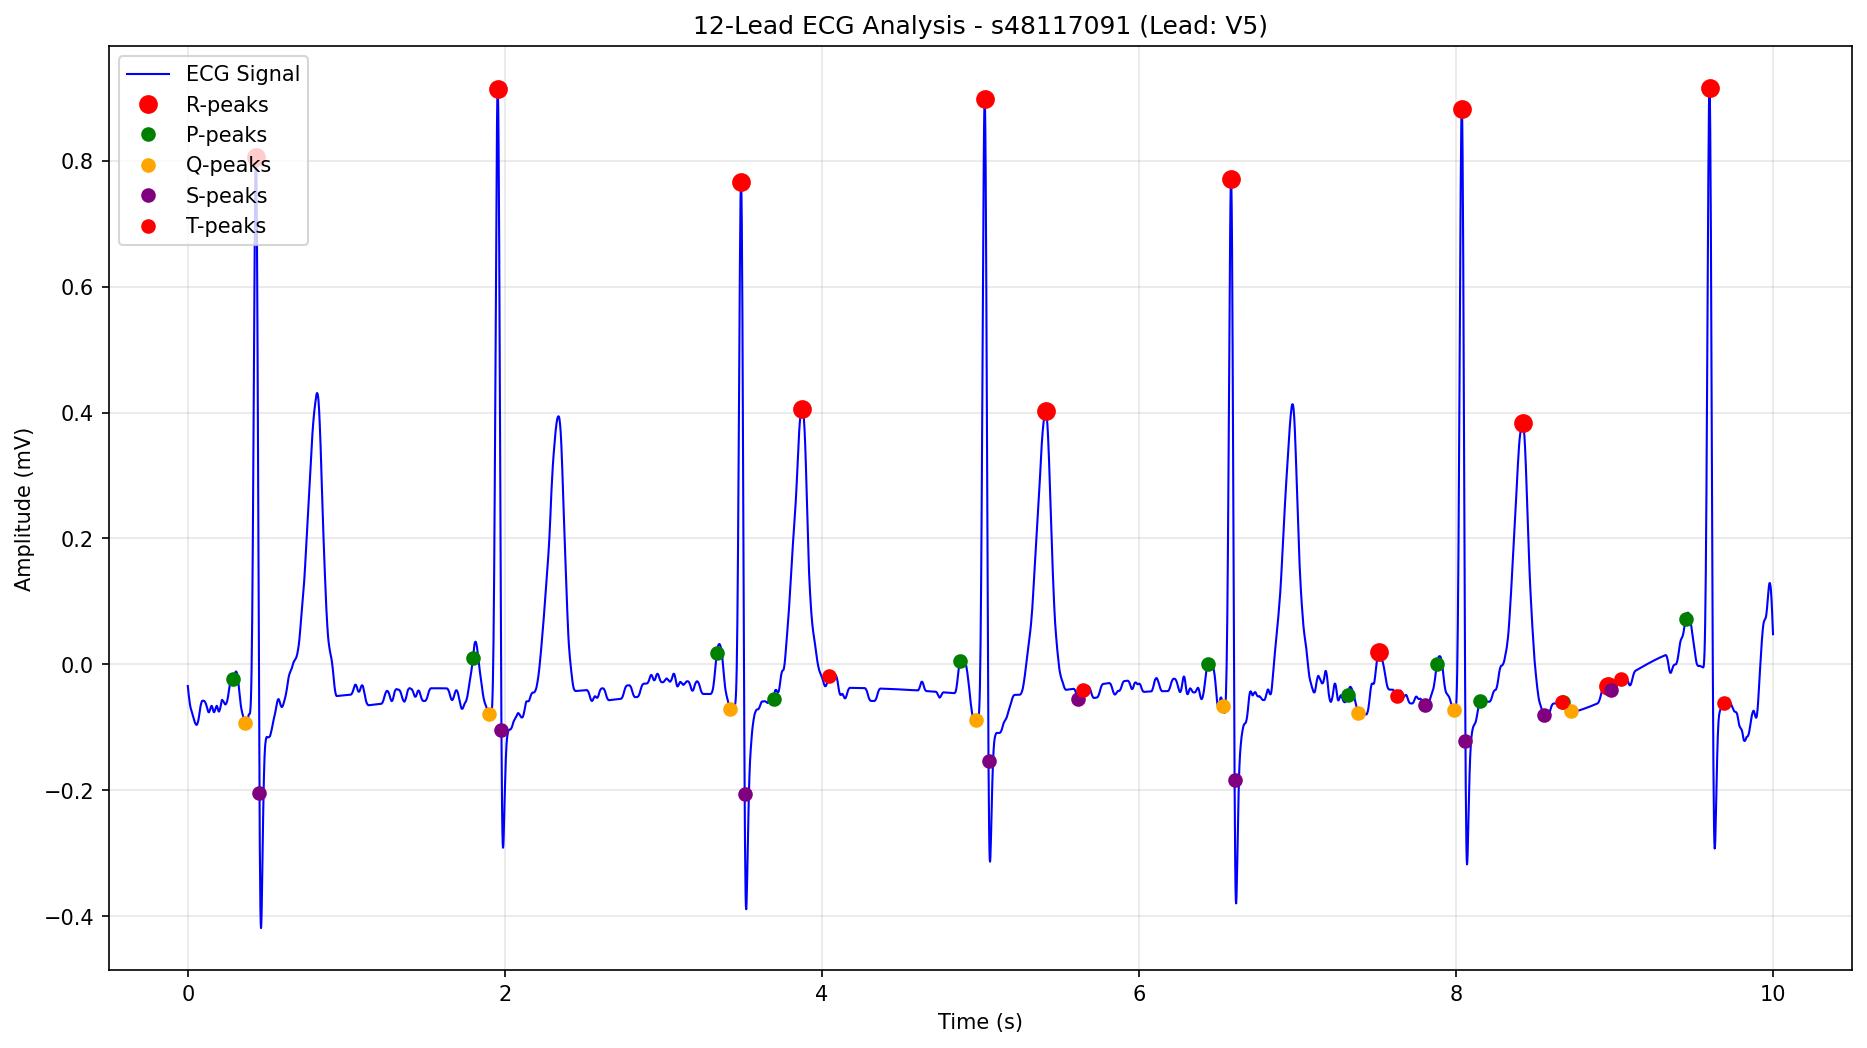 12-Lead ECG Analysis - s48117091 (Lead: V5)
ECG Signal
R-peaks
P-peaks
Q-peaks
S-peaks
T-peaks
Amplitude (mV)
0.8
0.6
0.4
0.2
0.0
−0.2
−0.4
0 2 4 6 8 10
Time (s)